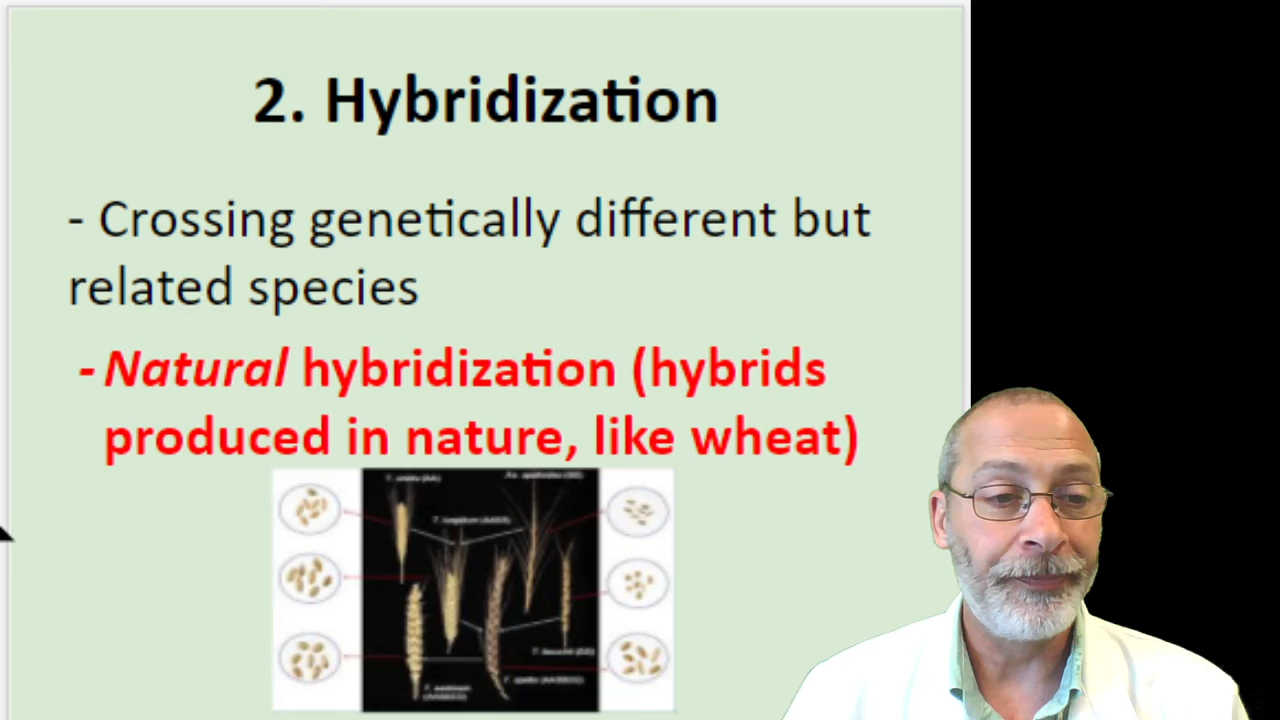 2. Hybridization
- Crossing genetically different but
related species
- Natural hybridization (hybrids
produced in nature, like wheat)